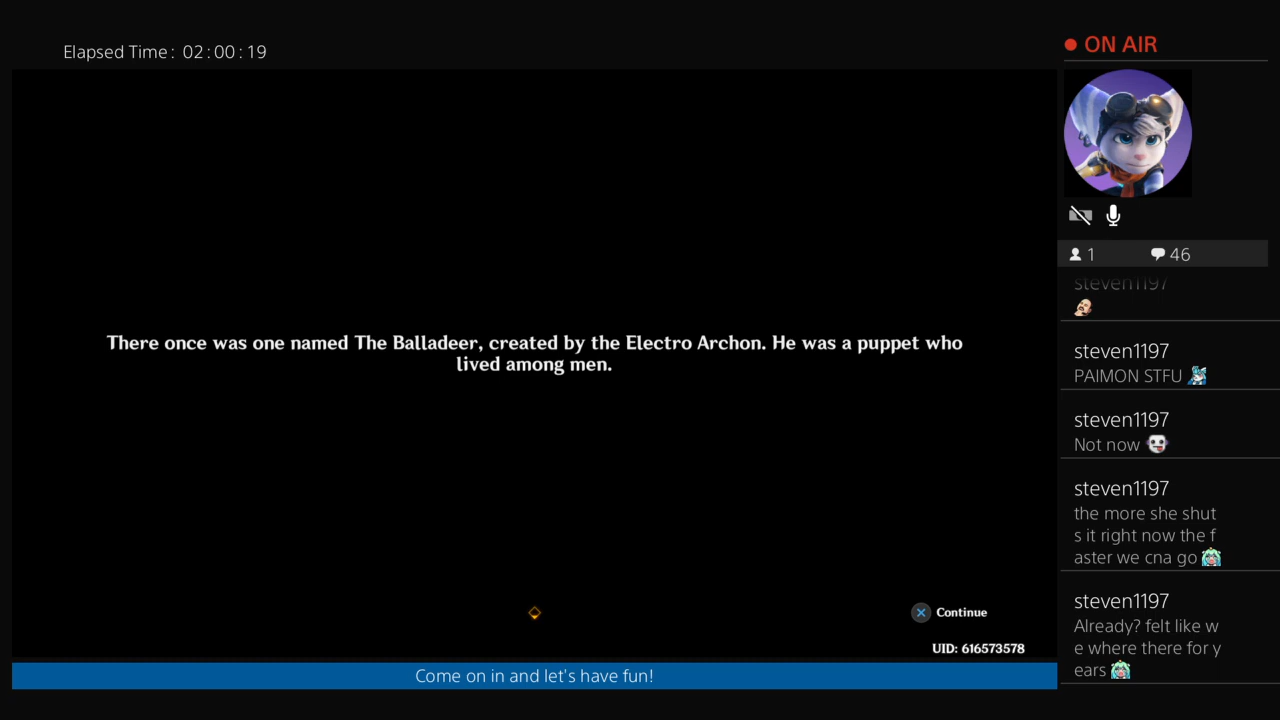 Elapsed Time: 02:00:19
ON AIR
1
46
steven1197
steven1197
PAIMON STFU
steven1197
Not now
steven1197
the more she shut
s it right now the f
aster we cna go
steven1197
Already? felt like w
e where there for y
ears
There once was one named The Balladeer, created by the Electro Archon. He was a puppet who
lived among men.
Continue
UID: 616573578
Come on in and let's have fun!